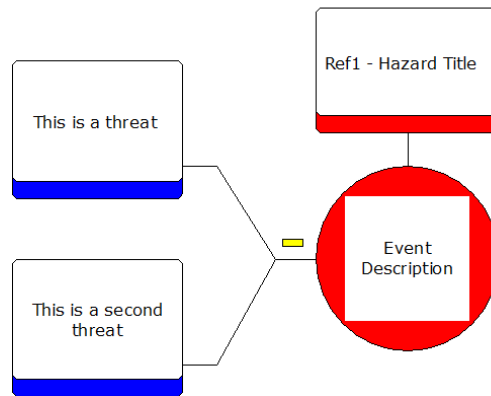 Ref1 - Hazard Title
This is a threat
Event
Description
This is a second
threat